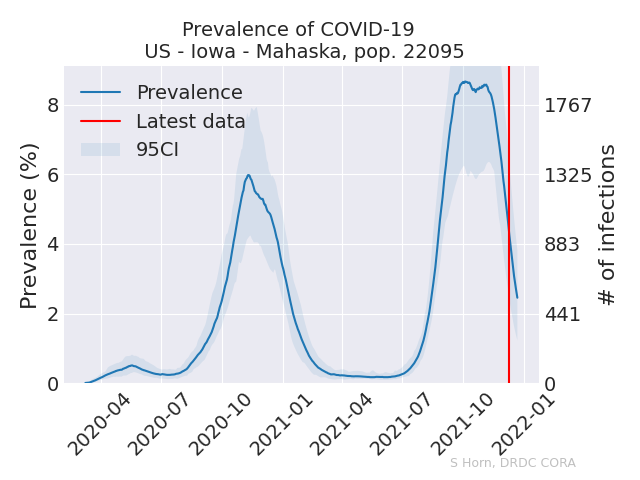 Prevalence of COVID-19
US - Iowa - Mahaska, pop. 22095
Prevalence
Latest data
95CI
Prevalence (%)
8
6
4
2
0
1767
1325
883
441
0
# of infections
2020-04
2020-07
2020-10
2021-01
2021-04
2021-07
2021-10
2022-01
S Horn, DRDC CORA